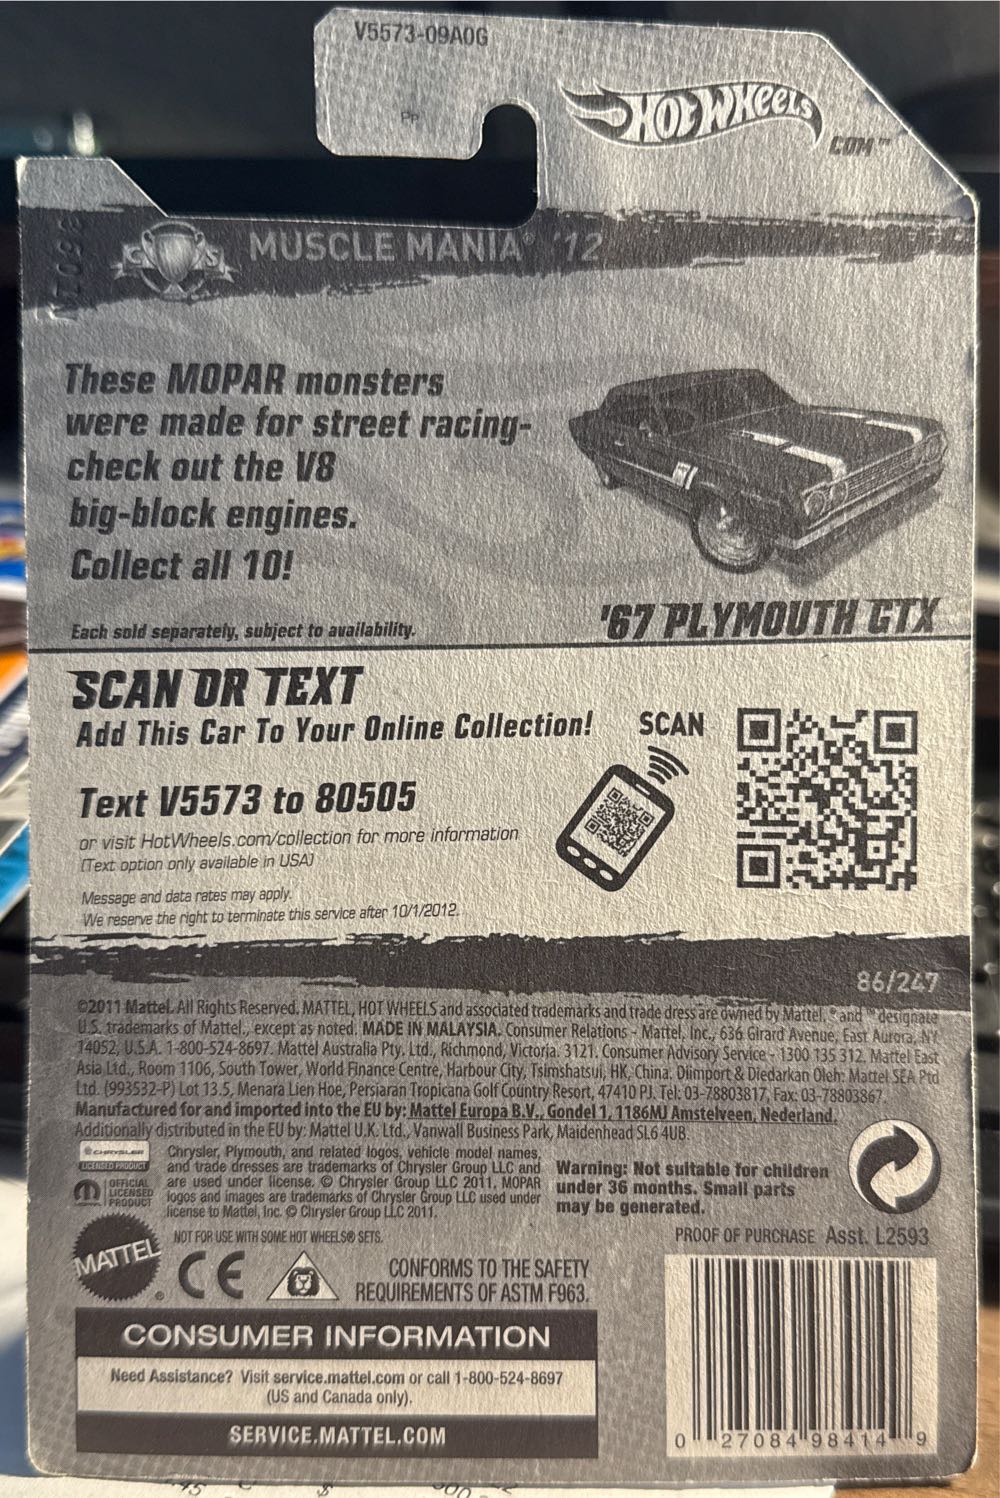 V5573-09A0G
PP
HOT WHEELS
.COM™
MUSCLE MANIA® '12
These MOPAR monsters
were made for street racing-
check out the V8
big-block engines.
Collect all 10!
Each sold separately, subject to availability.
'67 PLYMOUTH GTX
SCAN OR TEXT
Add This Car To Your Online Collection!
SCAN
Text V5573 to 80505
or visit HotWheels.com/collection for more information
(Text option only available in USA)
Message and data rates may apply.
We reserve the right to terminate this service after 10/1/2012.
86/247
©2011 Mattel. All Rights Reserved. MATTEL, HOT WHEELS and associated trademarks and trade dress are owned by Mattel. ® and ™ designate
U.S. trademarks of Mattel, except as noted. MADE IN MALAYSIA. Consumer Relations - Mattel, Inc., 636 Girard Avenue, East Aurora, NY
14052, U.S.A. 1-800-524-8697. Mattel Australia Pty. Ltd., Richmond, Victoria. 3121. Consumer Advisory Service - 1300 135 312. Mattel East
Asia Ltd., Room 1106, South Tower, World Finance Centre, Harbour City, Tsimshatsui, HK, China. Diimport & Diedarkan Oleh: Mattel SEA Ptd
Ltd. (993532-P) Lot 13.5, Menara Lien Hoe, Persiaran Tropicana Golf Country Resort, 47410 PJ. Tel: 03-78803817, Fax: 03-78803867.
Manufactured for and imported into the EU by: Mattel Europa B.V., Gondel 1, 1186MJ Amstelveen, Nederland.
Additionally distributed in the EU by: Mattel U.K. Ltd., Vanwall Business Park, Maidenhead SL6 4UB.
CHRYSLER
LICENSED PRODUCT
OFFICIAL
LICENSED
PRODUCT
Chrysler, Plymouth, and related logos, vehicle model names,
and trade dresses are trademarks of Chrysler Group LLC and
are used under license. © Chrysler Group LLC 2011. MOPAR
logos and images are trademarks of Chrysler Group LLC used under
license to Mattel, Inc. © Chrysler Group LLC 2011.
Warning: Not suitable for children
under 36 months. Small parts
may be generated.
NOT FOR USE WITH SOME HOT WHEELS® SETS.
PROOF OF PURCHASE Asst. L2593
MATTEL®
CE
CONFORMS TO THE SAFETY
REQUIREMENTS OF ASTM F963.
CONSUMER INFORMATION
Need Assistance? Visit service.mattel.com or call 1-800-524-8697
(US and Canada only).
SERVICE.MATTEL.COM
0 27084 98414 9